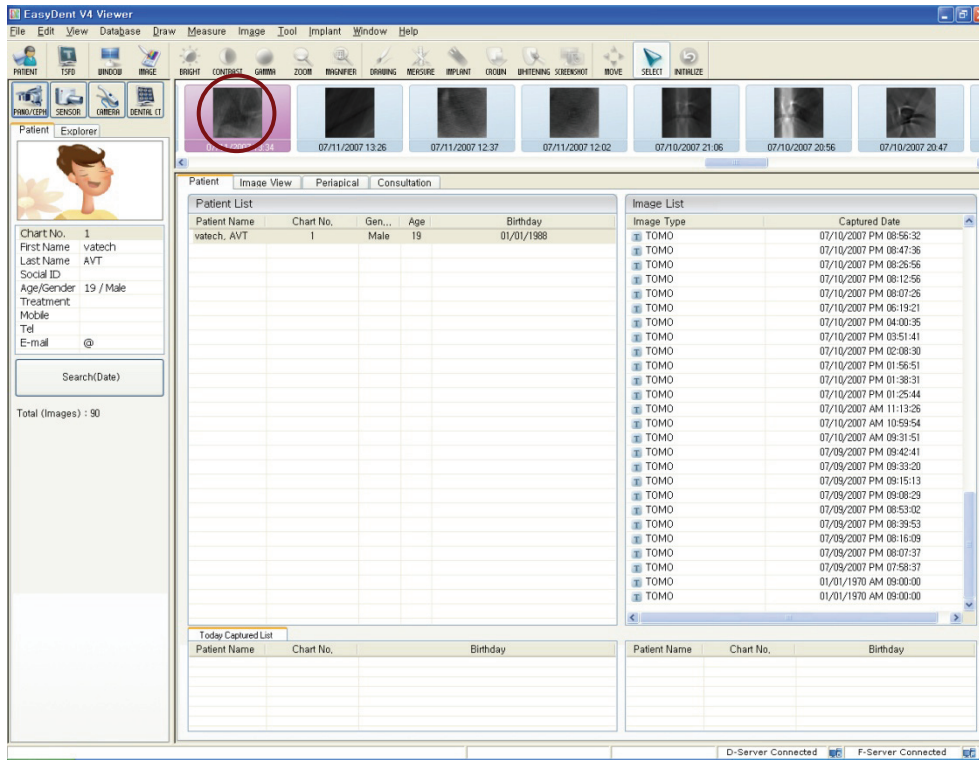 EasyDent V4 Viewer
File Edit View Database Draw Measure Image Tool Implant Window Help
PATIENT TSFD WINDOW IMAGE BRIGHT CONTRAST GAMMA ZOOM MAGNIFIER DRAWING MERSURE IMPLANT CROWN WHITENING SCREENSHOT MOVE SELECT INITIALIZE
PANO/CEPH SENSOR CAMERA DENTAL CT
07/11/2007 13:26 07/11/2007 12:37 07/11/2007 12:02 07/10/2007 21:06 07/10/2007 20:56 07/10/2007 20:47
Patient Explorer
Chart No. 1
First Name vatech
Last Name AVT
Social ID
Age/Gender 19 / Male
Treatment
Mobile
Tel
E-mail @
Search(Date)
Total (Images) : 90
Patient Image View Periapical Consultation
Patient List
Patient Name Chart No, Gen,,, Age Birthday
vatech, AVT 1 Male 19 01/01/1988
Image List
Image Type Captured Date
TOMO 07/10/2007 PM 08:56:32
TOMO 07/10/2007 PM 08:47:36
TOMO 07/10/2007 PM 08:26:56
TOMO 07/10/2007 PM 08:12:56
TOMO 07/10/2007 PM 08:07:26
TOMO 07/10/2007 PM 06:19:21
TOMO 07/10/2007 PM 04:00:35
TOMO 07/10/2007 PM 03:51:41
TOMO 07/10/2007 PM 02:08:30
TOMO 07/10/2007 PM 01:56:51
TOMO 07/10/2007 PM 01:38:31
TOMO 07/10/2007 PM 01:25:44
TOMO 07/10/2007 AM 11:13:26
TOMO 07/10/2007 AM 10:59:54
TOMO 07/10/2007 AM 09:31:51
TOMO 07/09/2007 PM 09:42:41
TOMO 07/09/2007 PM 09:33:20
TOMO 07/09/2007 PM 09:15:13
TOMO 07/09/2007 PM 09:08:29
TOMO 07/09/2007 PM 08:53:02
TOMO 07/09/2007 PM 08:39:53
TOMO 07/09/2007 PM 08:16:09
TOMO 07/09/2007 PM 08:07:37
TOMO 07/09/2007 PM 07:58:37
TOMO 01/01/1970 AM 09:00:00
TOMO 01/01/1970 AM 09:00:00
Today Captured List
Patient Name Chart No, Birthday
Patient Name Chart No, Birthday
D-Server Connected F-Server Connected